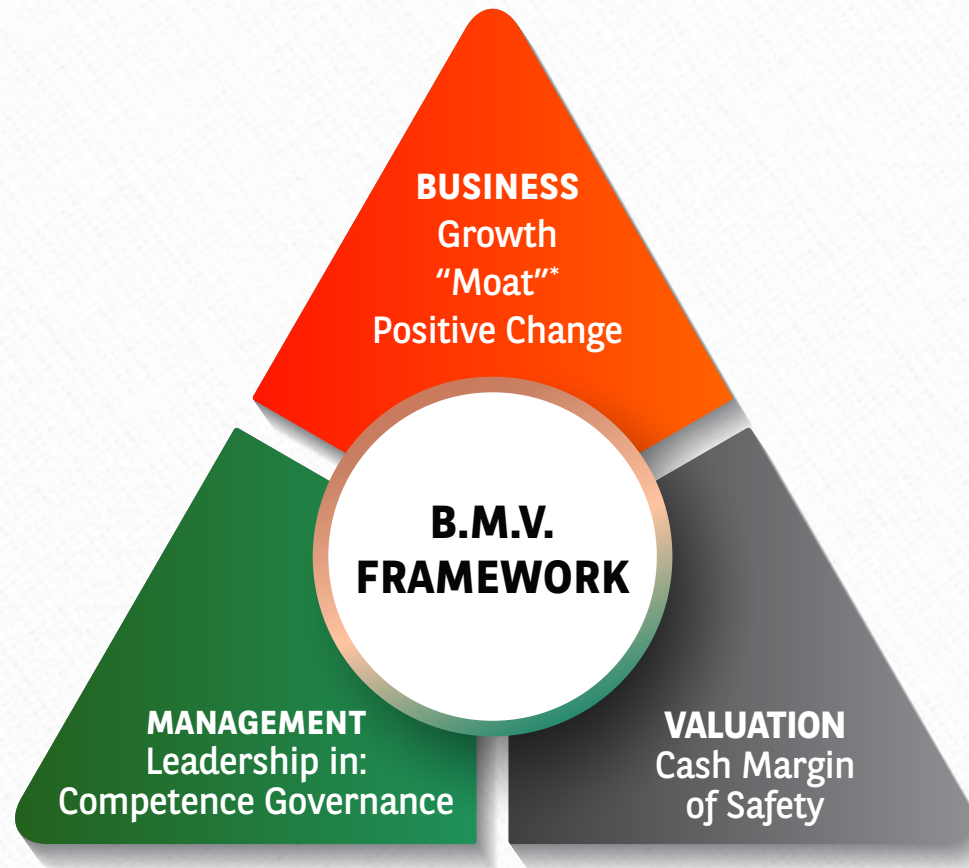 BUSINESS
Growth
“Moat”*
Positive Change
B.M.V.
FRAMEWORK
MANAGEMENT
Leadership in:
Competence Governance
VALUATION
Cash Margin
of Safety